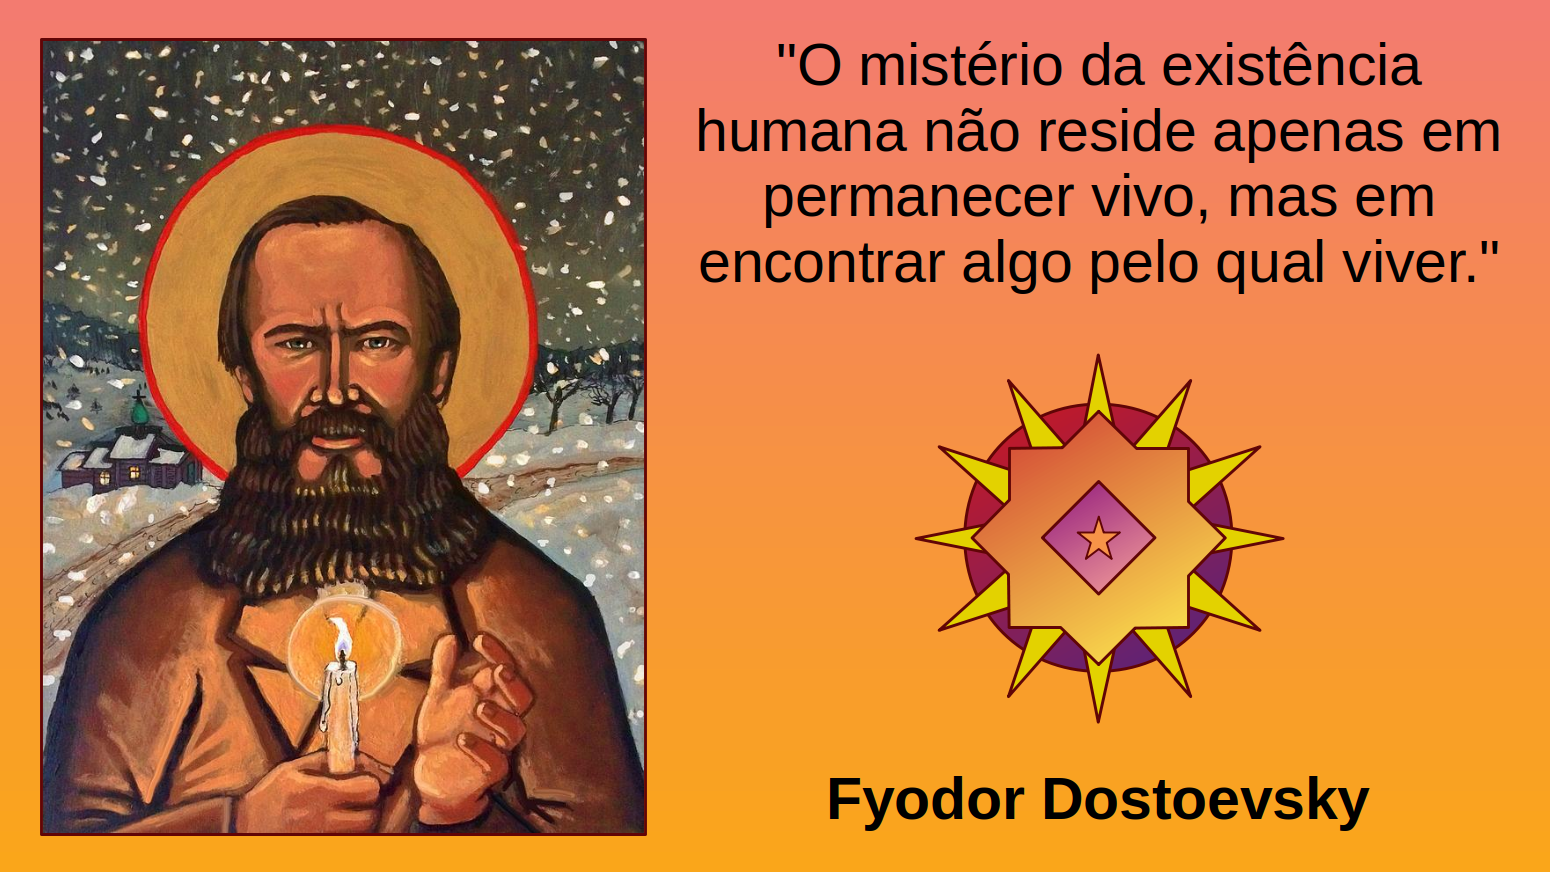 "O mistério da existência
humana não reside apenas em
permanecer vivo, mas em
encontrar algo pelo qual viver."
Fyodor Dostoevsky